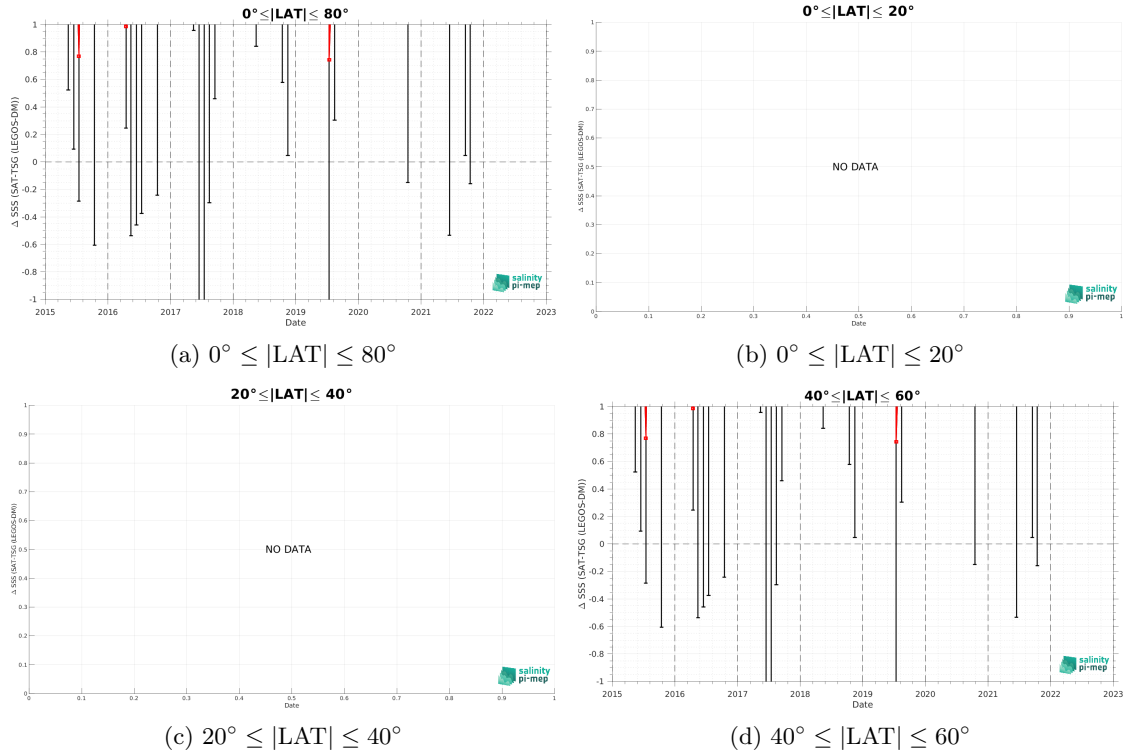 0°≤|LAT|≤ 80°
1
0.8
0.6
0.4
0.2
0
-0.2
-0.4
-0.6
-0.8
-1
Δ SSS (SAT-TSG (LEGOS-DM))
2015 2016 2017 2018 2019 2020 2021 2022 2023
Date
salinity
pi-mep
(a) 0° ≤ |LAT| ≤ 80°
0°≤|LAT|≤ 20°
1
0.9
0.8
0.7
0.6
0.5
0.4
0.3
0.2
0.1
0
Δ SSS (SAT-TSG (LEGOS-DM))
NO DATA
0 0.1 0.2 0.3 0.4 0.5 0.6 0.7 0.8 0.9 1
Date
salinity
pi-mep
(b) 0° ≤ |LAT| ≤ 20°
20°≤|LAT|≤ 40°
1
0.9
0.8
0.7
0.6
0.5
0.4
0.3
0.2
0.1
0
Δ SSS (SAT-TSG (LEGOS-DM))
NO DATA
0 0.1 0.2 0.3 0.4 0.5 0.6 0.7 0.8 0.9 1
Date
salinity
pi-mep
(c) 20° ≤ |LAT| ≤ 40°
40°≤|LAT|≤ 60°
1
0.8
0.6
0.4
0.2
0
-0.2
-0.4
-0.6
-0.8
-1
Δ SSS (SAT-TSG (LEGOS-DM))
2015 2016 2017 2018 2019 2020 2021 2022 2023
Date
salinity
pi-mep
(d) 40° ≤ |LAT| ≤ 60°